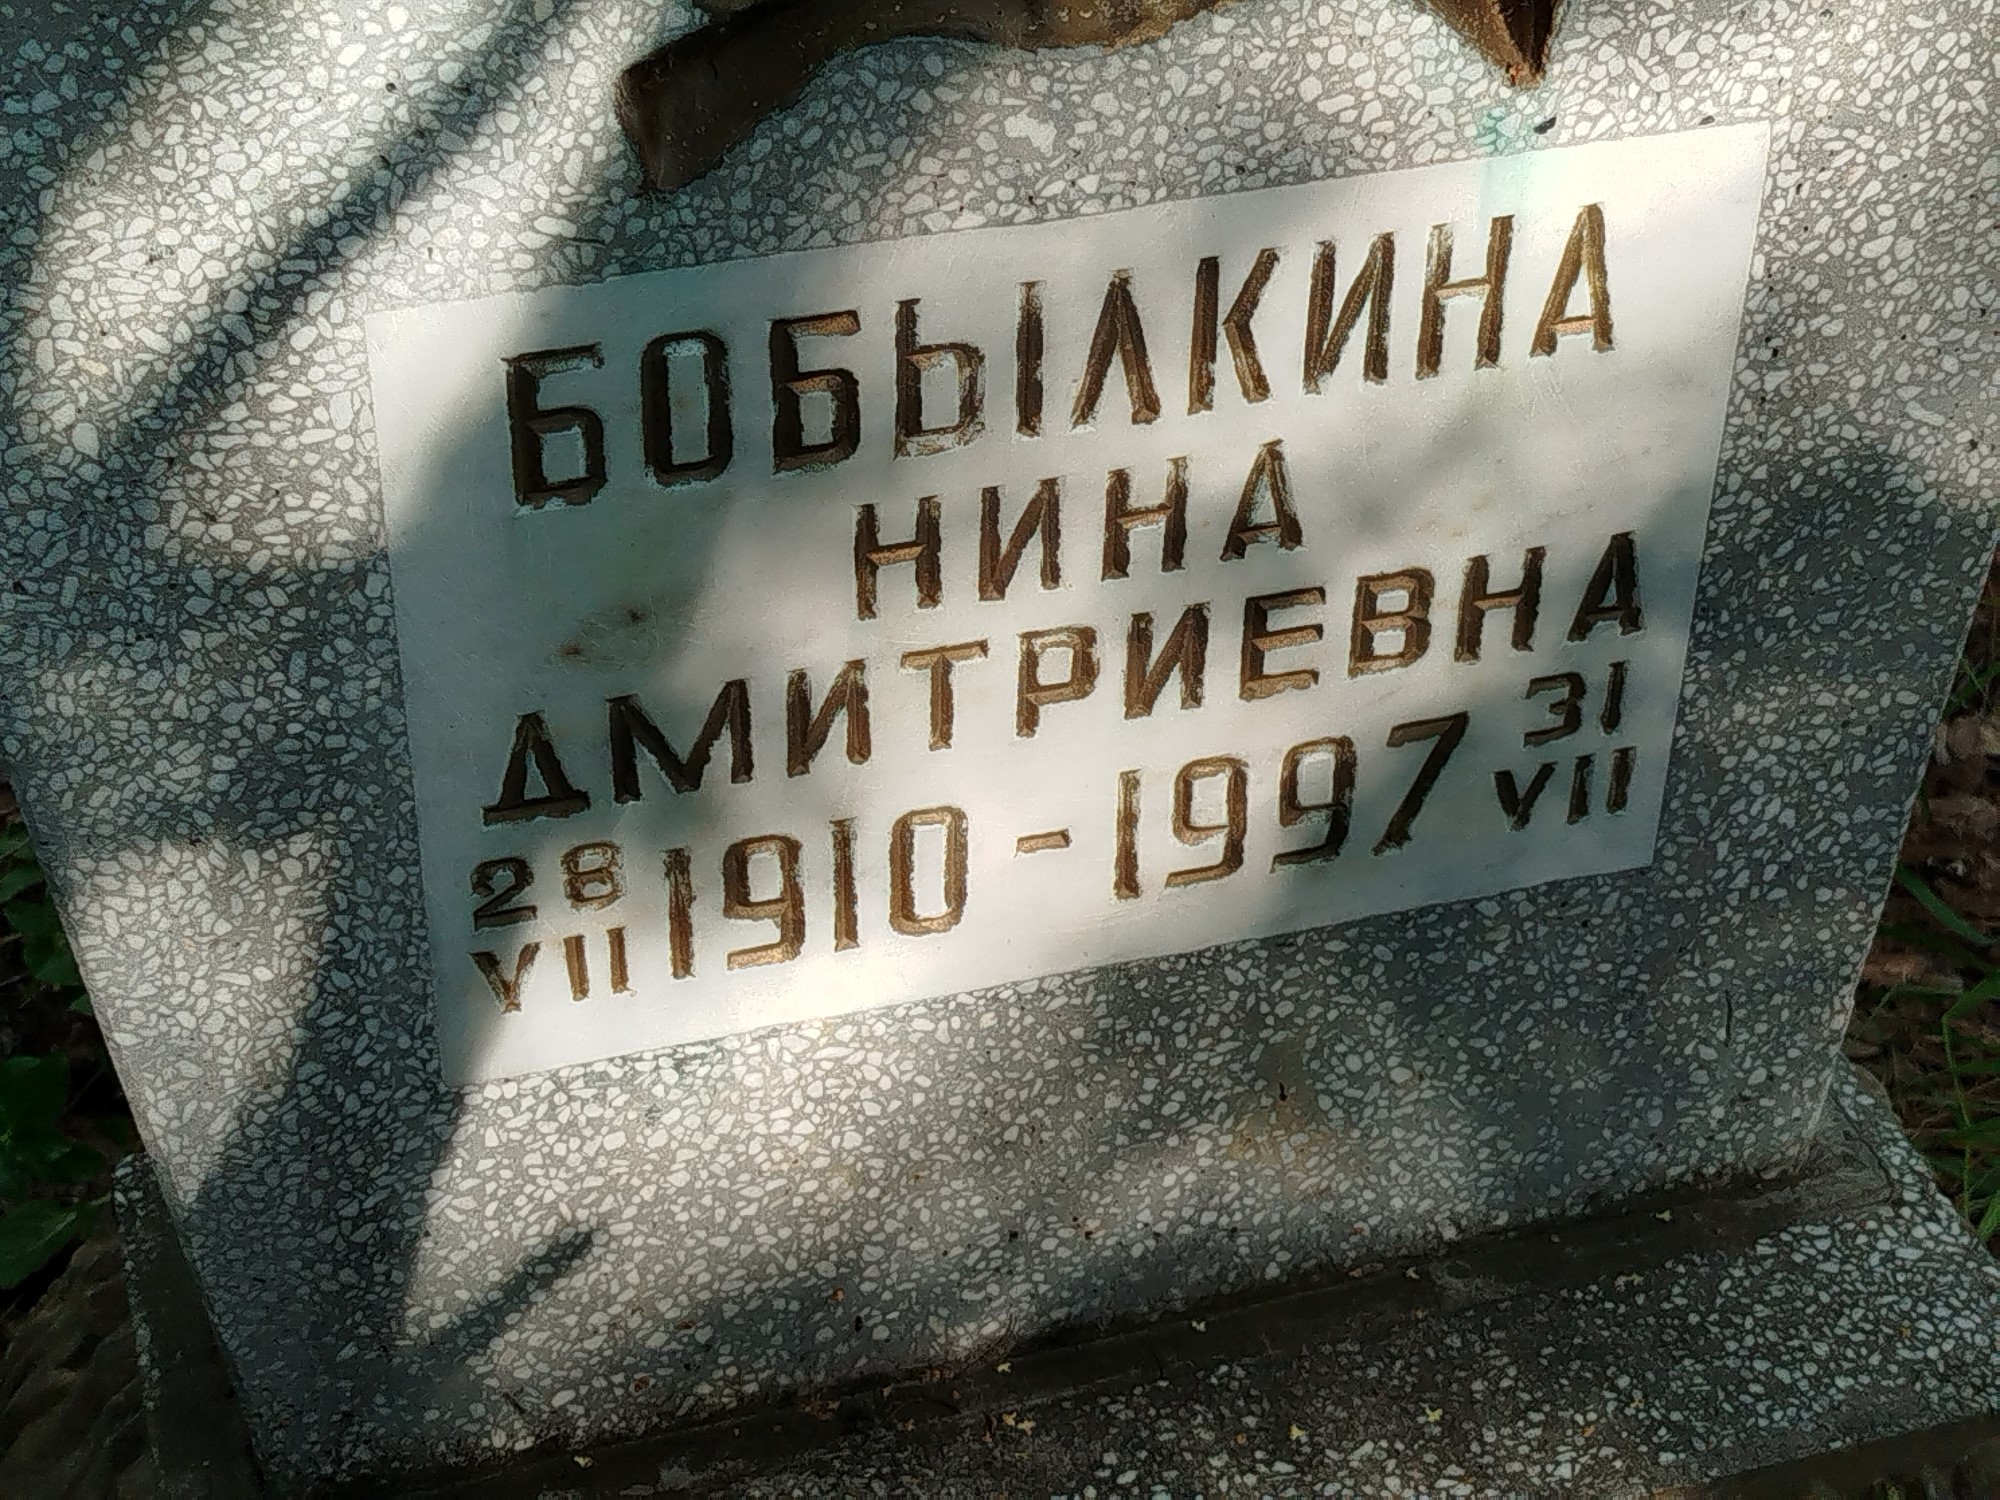 БОБЫЛКИНА
НИНА
ДМИТРИЕВНА
28 VII 1910 - 1997 31 VII